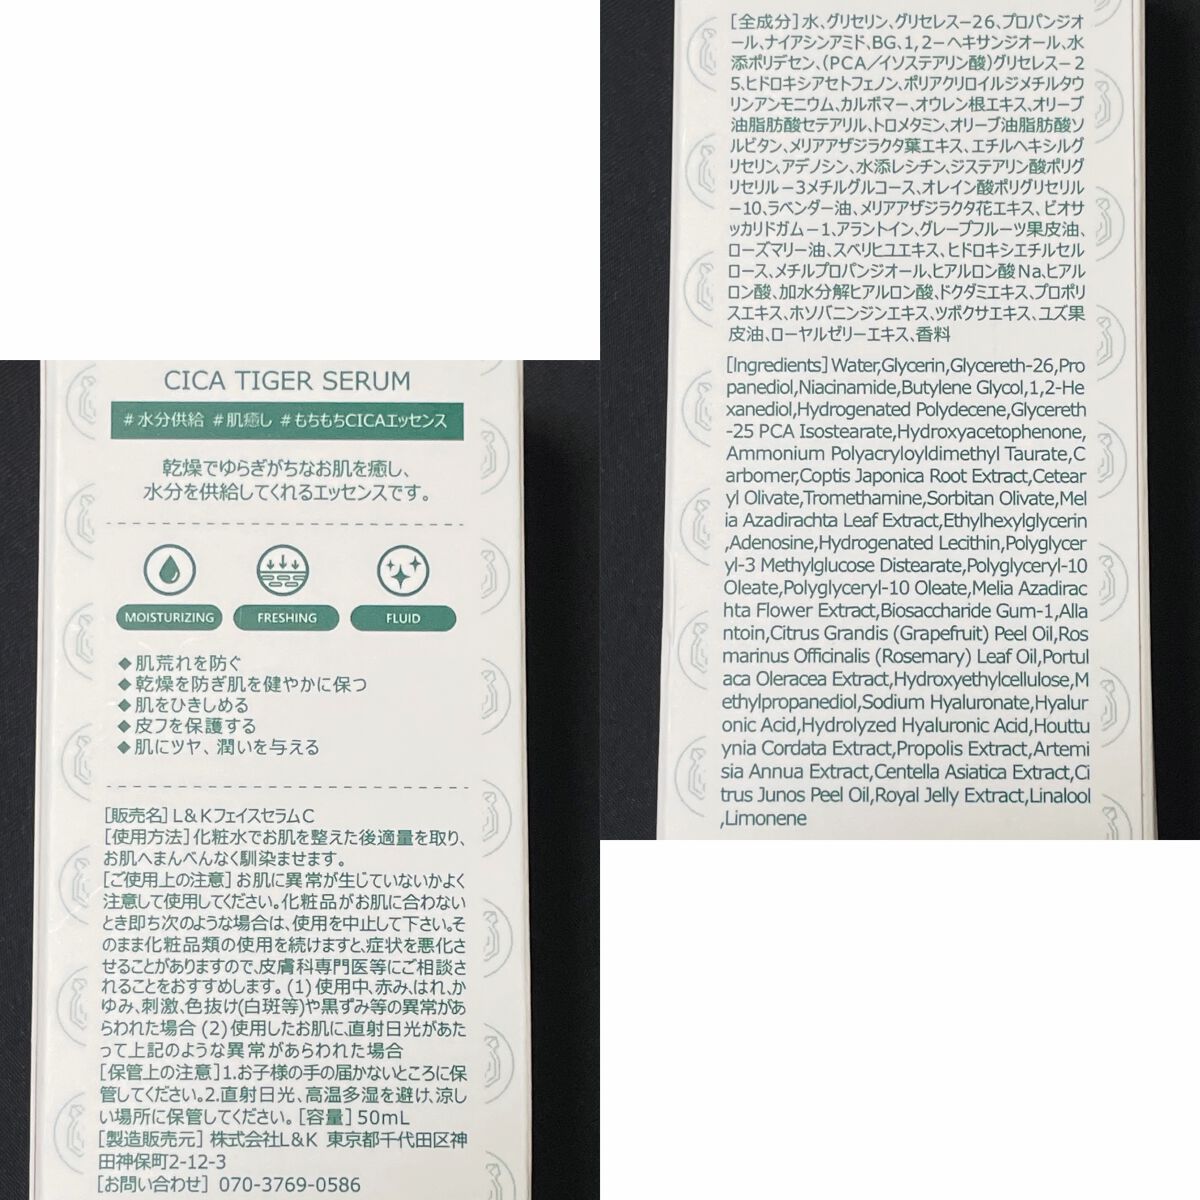 CICA TIGER SERUM
#水分供給 #肌癒し #もちもちCICAエッセンス
乾燥でゆらぎがちなお肌を癒し、
水分を供給してくれるエッセンスです。
MOISTURIZING FRESHING FLUID
◆肌荒れを防ぐ
◆乾燥を防ぎ肌を健やかに保つ
◆肌をひきしめる
◆皮フを保護する
◆肌にツヤ、潤いを与える
[販売名] L&KフェイスセラムC
[使用方法] 化粧水でお肌を整えた後適量を取り、
お肌へまんべんなく馴染ませます。
[ご使用上の注意] お肌に異常が生じていないかよく
注意して使用してください。化粧品がお肌に合わない
とき即ち次のような場合は、使用を中止して下さい。そ
のまま化粧品類の使用を続けますと、症状を悪化さ
せることがありますので、皮膚科専門医等にご相談さ
れることをおすすめします。(1) 使用中、赤み、はれ、か
ゆみ、刺激、色抜け(白斑等)や黒ずみ等の異常があ
らわれた場合 (2) 使用したお肌に、直射日光があた
って上記のような異常があらわれた場合
[保管上の注意] 1.お子様の手の届かないところに保
管してください。2.直射日光、高温多湿を避け、涼し
い場所に保管してください。[容量] 50mL
[製造販売元] 株式会社L&K 東京都千代田区神
田神保町2-12-3
[お問い合わせ] 070-3769-0586
[全成分] 水、グリセリン、グリセレス-26、プロパンジオ
ール、ナイアシンアミド、BG、1,2-ヘキサンジオール、水
添ポリデセン、(PCA/イソステアリン酸)グリセレス-2
5、ヒドロキシアセトフェノン、ポリアクリロイルジメチルタウ
リンアンモニウム、カルボマー、オウレン根エキス、オリーブ
油脂肪酸セテアリル、トロメタミン、オリーブ油脂肪酸ソ
ルビタン、メリアアザジラクタ葉エキス、エチルヘキシルグ
リセリン、アデノシン、水添レシチン、ジステアリン酸ポリグ
リセリル-3メチルグルコース、オレイン酸ポリグリセリル
-10、ラベンダー油、メリアアザジラクタ花エキス、ビオサ
ッカリドガム-1、アラントイン、グレープフルーツ果皮油、
ローズマリー油、スベリヒユエキス、ヒドロキシエチルセル
ロース、メチルプロパンジオール、ヒアルロン酸Na、ヒアル
ロン酸、加水分解ヒアルロン酸、ドクダミエキス、プロポリ
スエキス、ホソバニンジンエキス、ツボクサエキス、ユズ果
皮油、ローヤルゼリーエキス、香料
[Ingredients] Water,Glycerin,Glycereth-26,Pro
panediol,Niacinamide,Butylene Glycol,1,2-He
xanediol,Hydrogenated Polydecene,Glycereth
-25 PCA Isostearate,Hydroxyacetophenone,
Ammonium Polyacryloyldimethyl Taurate,C
arbomer,Coptis Japonica Root Extract,Cetear
yl Olivate,Tromethamine,Sorbitan Olivate,Mel
ia Azadirachta Leaf Extract,Ethylhexylglycerin
,Adenosine,Hydrogenated Lecithin,Polyglycer
yl-3 Methylglucose Distearate,Polyglyceryl-10
Oleate,Polyglyceryl-10 Oleate,Melia Azadirac
hta Flower Extract,Biosaccharide Gum-1,Alla
ntoin,Citrus Grandis (Grapefruit) Peel Oil,Ros
marinus Officinalis (Rosemary) Leaf Oil,Portul
aca Oleracea Extract,Hydroxyethylcellulose,M
ethylpropanediol,Sodium Hyaluronate,Hyalur
onic Acid,Hydrolyzed Hyaluronic Acid,Houttu
ynia Cordata Extract,Propolis Extract,Artemi
sia Annua Extract,Centella Asiatica Extract,Ci
trus Junos Peel Oil,Royal Jelly Extract,Linalool
,Limonene